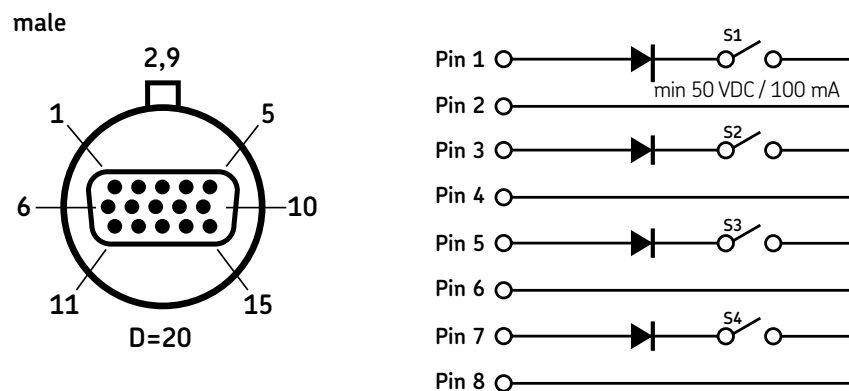 male
2,9
1
5
6
10
11
15
D=20
S1
Pin 1
min 50 VDC / 100 mA
Pin 2
S2
Pin 3
Pin 4
S3
Pin 5
Pin 6
S4
Pin 7
Pin 8